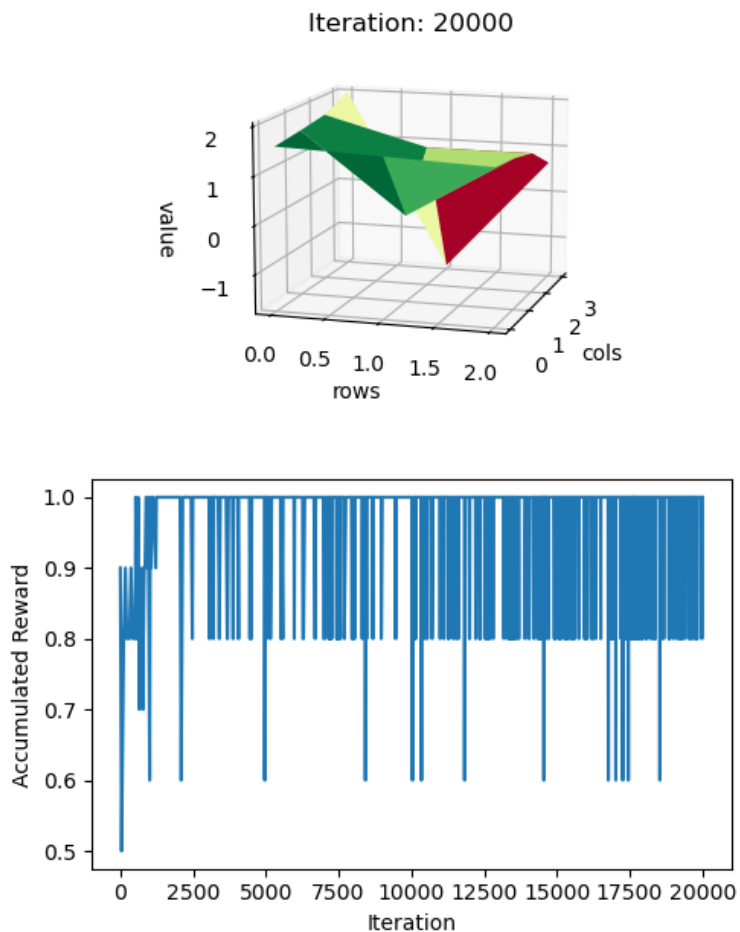 Iteration: 20000
2
1
0
−1
value
0.0 0.5 1.0 1.5 2.0
rows
0 1 2 3
cols
1.0
0.9
0.8
0.7
0.6
0.5
Accumulated Reward
0 2500 5000 7500 10000 12500 15000 17500 20000
Iteration